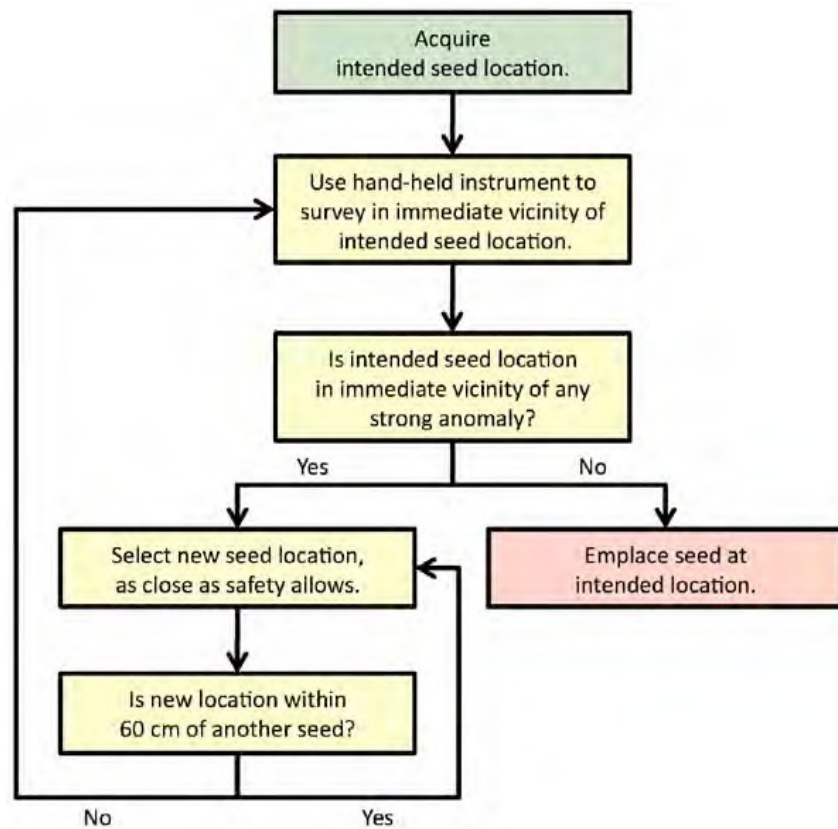 Acquire
intended seed location.
Use hand-held instrument to
survey in immediate vicinity of
intended seed location.
Is intended seed location
in immediate vicinity of any
strong anomaly?
Yes
No
Select new seed location,
as close as safety allows.
Emplace seed at
intended location.
Is new location within
60 cm of another seed?
No
Yes